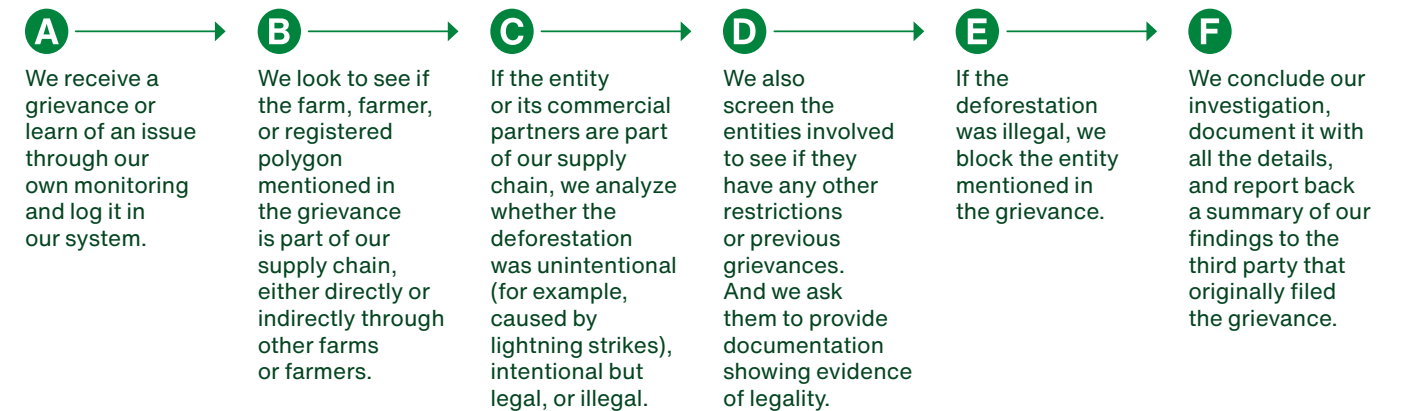 A
We receive a
grievance or
learn of an issue
through our
own monitoring
and log it in
our system.
B
We look to see if
the farm, farmer,
or registered
polygon
mentioned in
the grievance
is part of our
supply chain,
either directly or
indirectly through
other farms
or farmers.
C
If the entity
or its commercial
partners are part
of our supply
chain, we analyze
whether the
deforestation
was unintentional
(for example,
caused by
lightning strikes),
intentional but
legal, or illegal.
D
We also
screen the
entities involved
to see if they
have any other
restrictions
or previous
grievances.
And we ask
them to provide
documentation
showing evidence
of legality.
E
If the
deforestation
was illegal, we
block the entity
mentioned in
the grievance.
F
We conclude our
investigation,
document it with
all the details,
and report back
a summary of our
findings to the
third party that
originally filed
the grievance.